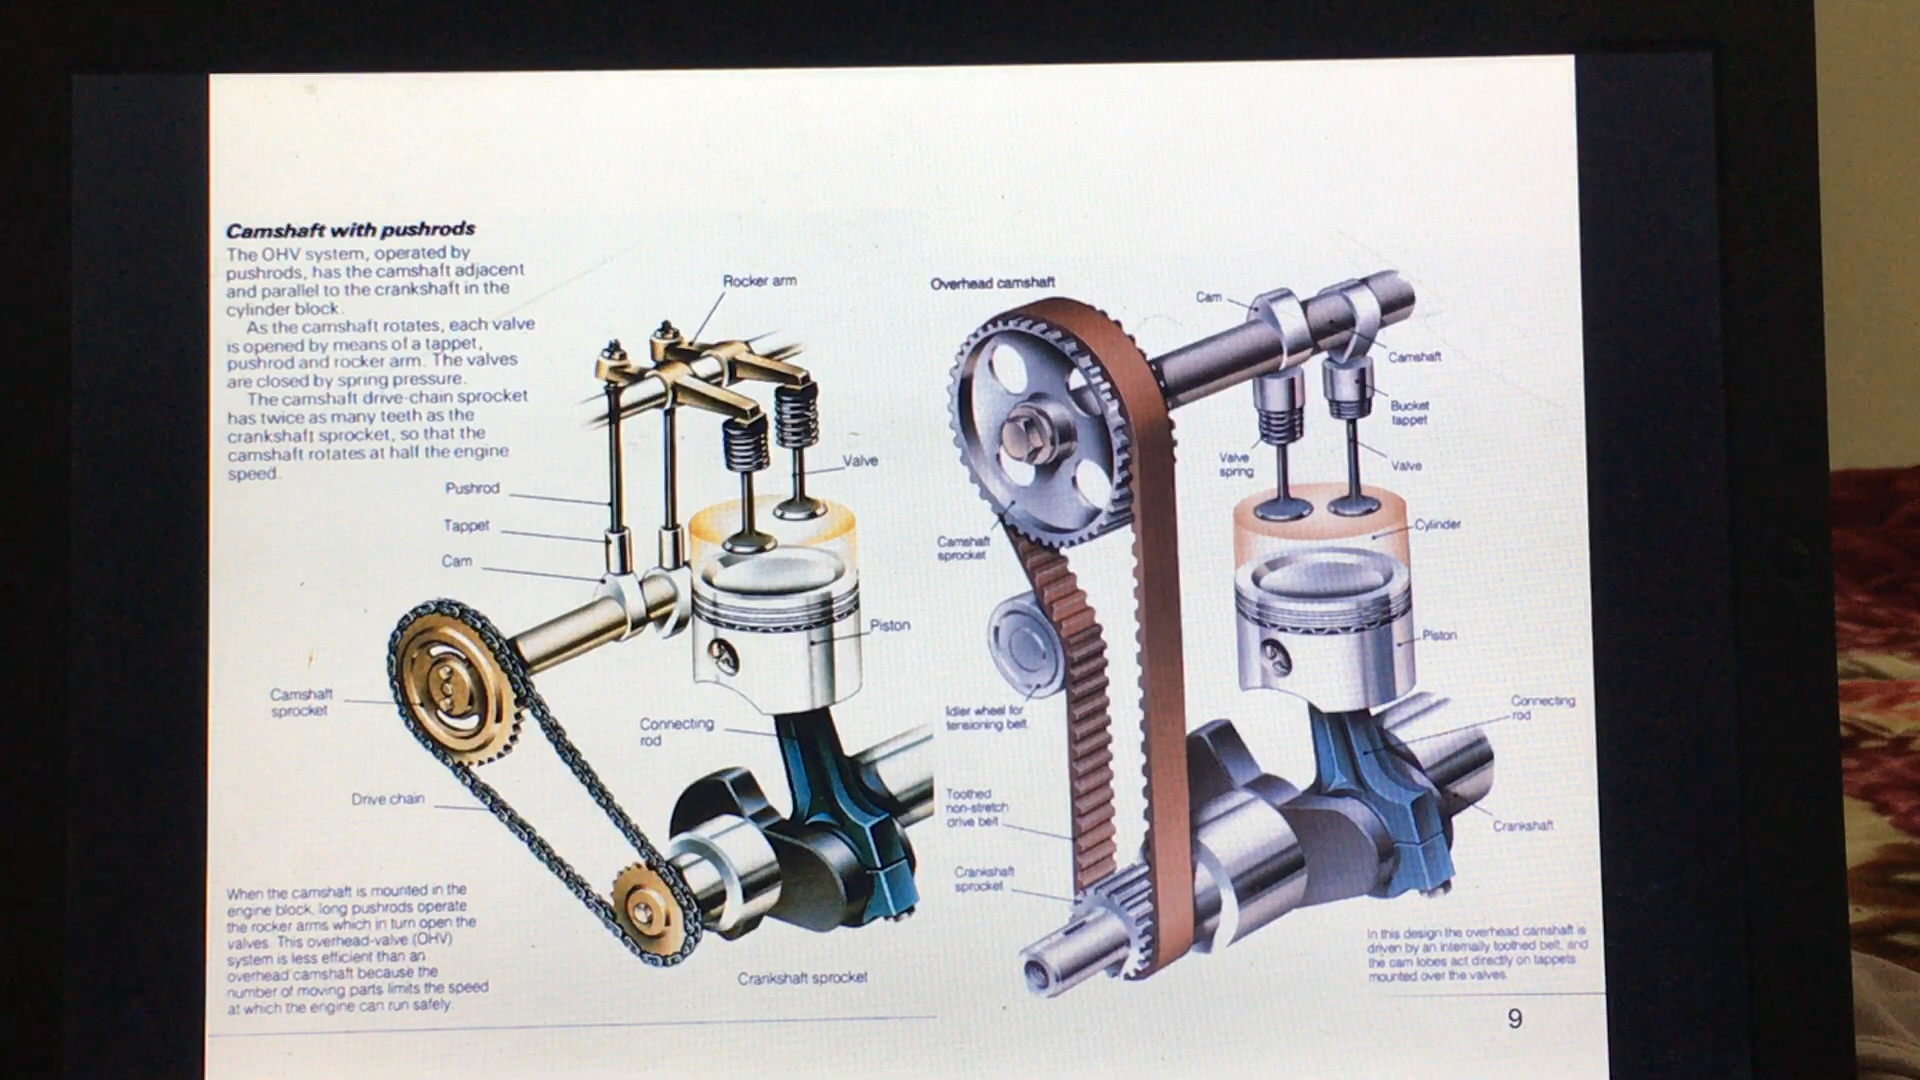 Camshaft with pushrods
The OHV system, operated by
pushrods, has the camshaft adjacent
and parallel to the crankshaft in the
cylinder block.
As the camshaft rotates, each valve
is opened by means of a tappet,
pushrod and rocker arm. The valves
are closed by spring pressure.
The camshaft drive-chain sprocket
has twice as many teeth as the
crankshaft sprocket, so that the
camshaft rotates at half the engine
speed.
Rocker arm
Valve
Pushrod
Tappet
Cam
Piston
Camshaft
sprocket
Connecting
rod
Drive chain
When the camshaft is mounted in the
engine block, long pushrods operate
the rocker arms which in turn open the
valves. This overhead-valve (OHV)
system is less efficient than an
overhead camshaft because the
number of moving parts limits the speed
at which the engine can run safely.
Crankshaft sprocket
Overhead camshaft
Cam
Camshaft
Bucket
tappet
Valve
spring
Valve
Cylinder
Camshaft
sprocket
Piston
Idler wheel for
tensioning belt.
Connecting
rod
Toothed
non-stretch
drive belt
Crankshaft
Crankshaft
sprocket
In this design the overhead camshaft is
driven by an internally toothed belt, and
the cam lobes act directly on tappets
mounted over the valves.
9